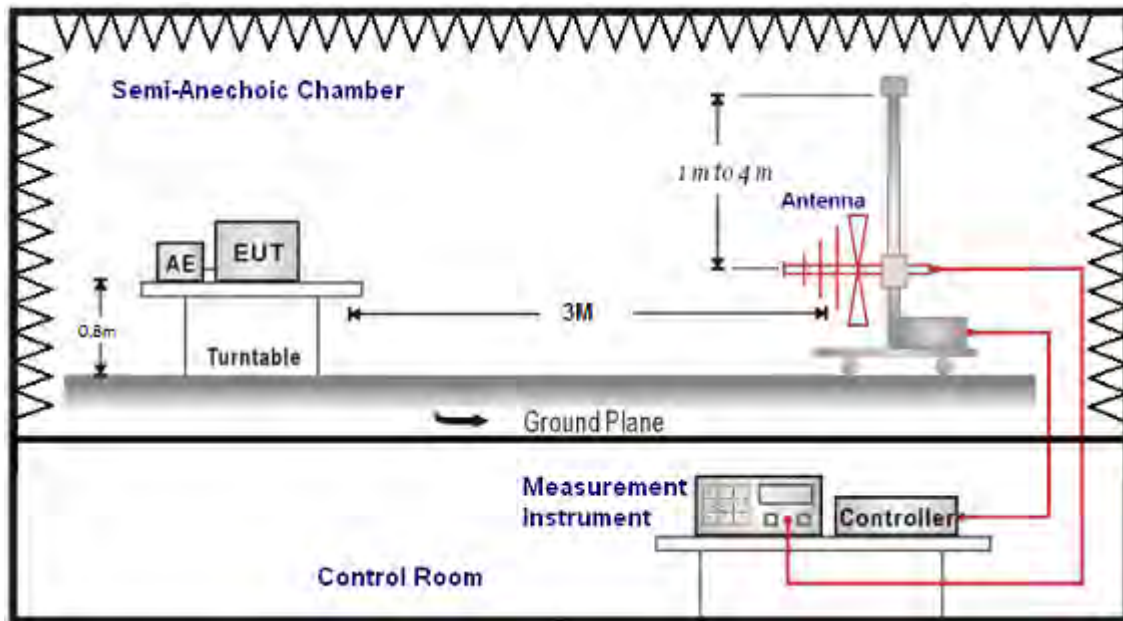 Semi-Anechoic Chamber
1 m to 4 m
Antenna
AE
EUT
0.8m
3M
Turntable
Ground Plane
Measurement
Instrument
Controller
Control Room